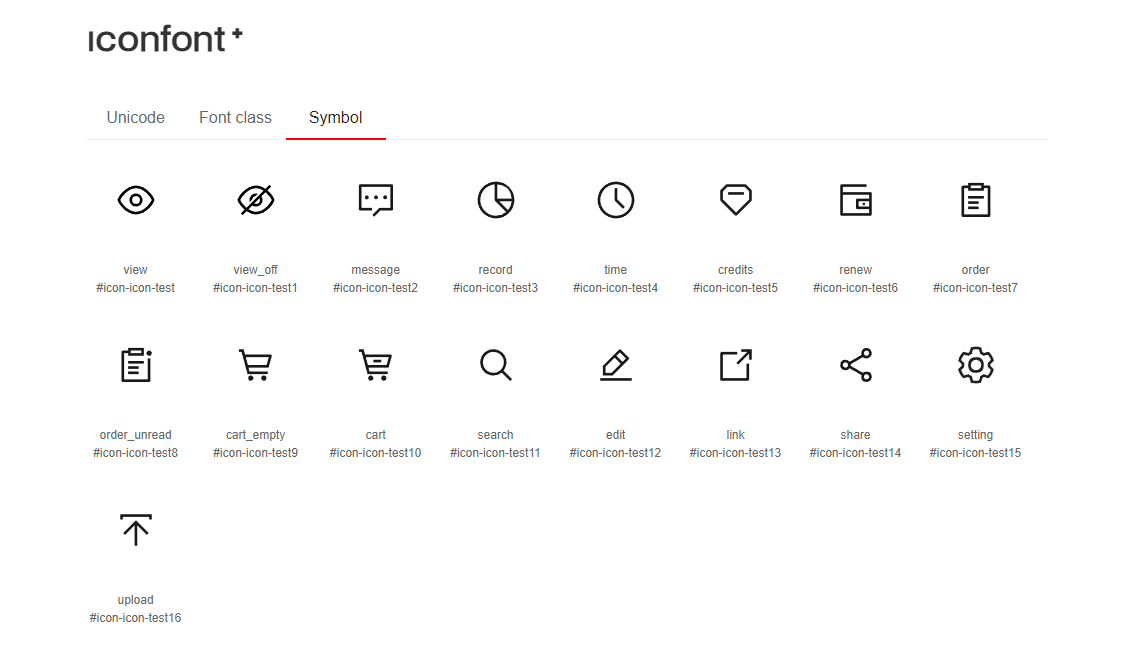 iconfont+
Unicode Font class Symbol
view view_off message record time credits renew order
#icon-icon-test #icon-icon-test1 #icon-icon-test2 #icon-icon-test3 #icon-icon-test4 #icon-icon-test5 #icon-icon-test6 #icon-icon-test7
order_unread cart_empty cart search edit link share setting
#icon-icon-test8 #icon-icon-test9 #icon-icon-test10 #icon-icon-test11 #icon-icon-test12 #icon-icon-test13 #icon-icon-test14 #icon-icon-test15
upload
#icon-icon-test16